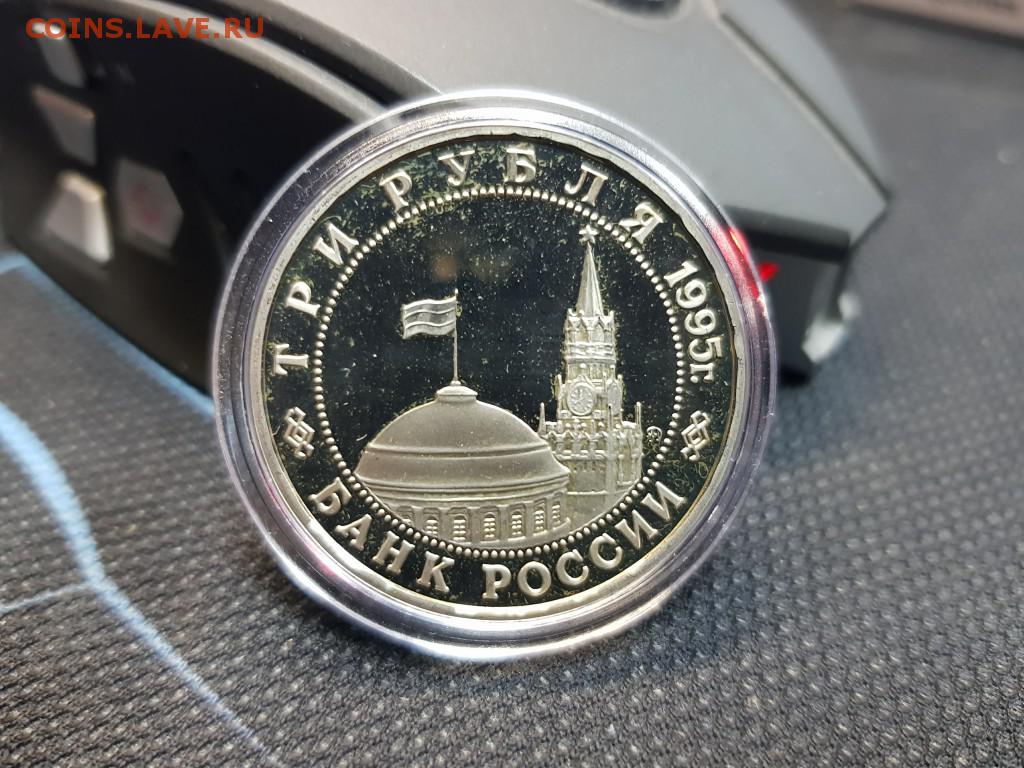 COINS.LAVE.RU
ТРИ РУБЛЯ 1995г.
БАНК РОССИИ